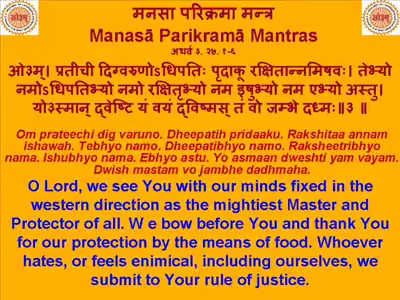 मनसा परिक्रमा मन्त्र
Manasā Parikramā Mantras
अथर्व ३. २७. १-६
ओ३म्। प्रतीची दिग्वरुणोऽधिपतिः पृदाकू रक्षितान्नमिषवः। तेभ्यो
नमोऽधिपतिभ्यो नमो रक्षितृभ्यो नम इषुभ्यो नम एभ्यो अस्तु।
यो३स्मान् द्वेष्टि यं वयं द्विष्मस् तं वो जम्भे दध्मः॥३ ॥
Om prateechi dig varuno. Dheepatih pridaaku. Rakshitaa annam
ishawah. Tebhyo namo. Dheepatibhyo namo. Raksheetribhyo
nama. Ishubhyo nama. Ebhyo astu. Yo asmaan dweshti yam vayam.
Dwish mastam vo jambhe dadhmaha.
O Lord, we see You with our minds fixed in the
western direction as the mightiest Master and
Protector of all. W e bow before You and thank You
for our protection by the means of food. Whoever
hates, or feels enimical, including ourselves, we
submit to Your rule of justice.